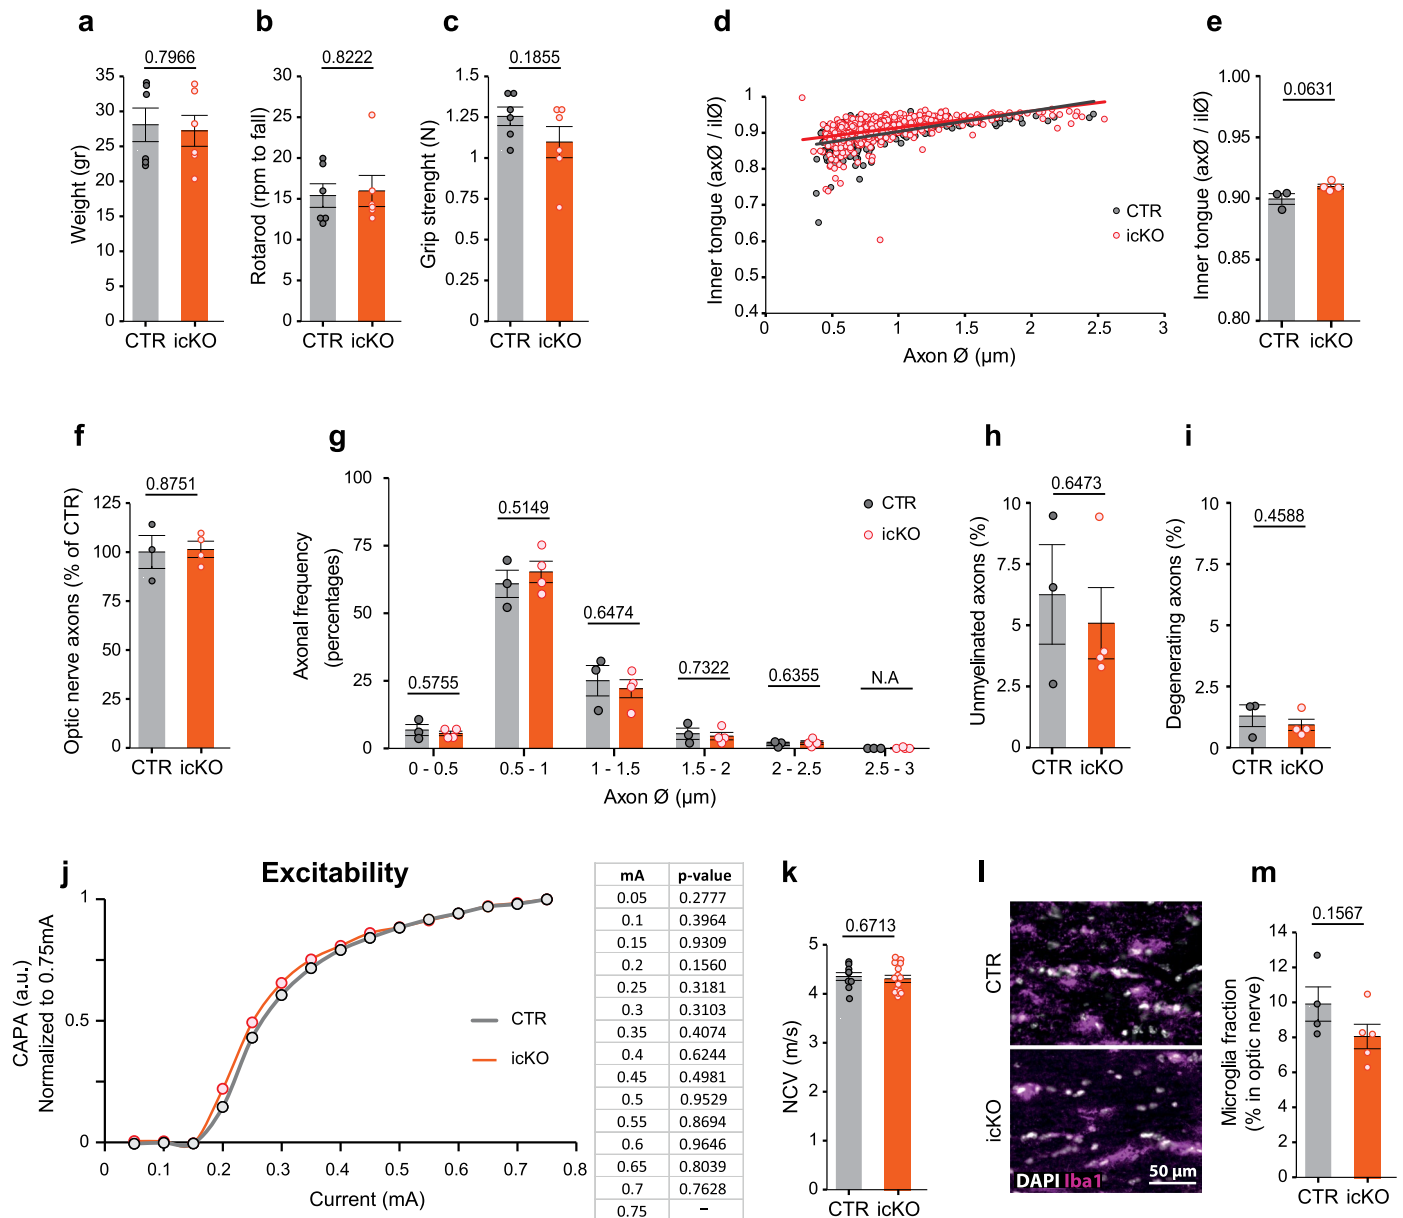 a
0.7966
Weight (gr)
35
30
25
20
15
10
5
0
CTR icKO
b
0.8222
Rotarod (rpm to fall)
30
25
20
15
10
5
0
CTR icKO
c
0.1855
Grip strenght (N)
1.5
1.25
1
0.75
0.5
0.25
0
CTR icKO
d
Inner tongue (axØ / ilØ)
1
0.9
0.8
0.7
0.6
0.5
0.4
0 0.5 1 1.5 2 2.5 3
Axon Ø (µm)
CTR
icKO
e
0.0631
Inner tongue (axØ / ilØ)
1.00
0.95
0.90
0.85
0.80
CTR icKO
f
0.8751
Optic nerve axons (% of CTR)
125
100
75
50
25
0
CTR icKO
g
Axonal frequency
(percentages)
100
75
50
25
0
0.5755
0.5149
0.6474
0.7322
0.6355
N.A
CTR
icKO
0 - 0.5 0.5 - 1 1 - 1.5 1.5 - 2 2 - 2.5 2.5 - 3
Axon Ø (µm)
h
0.6473
Unmyelinated axons (%)
10
7.5
5
2.5
0
CTR icKO
i
0.4588
Degenerating axons (%)
10
7.5
5
2.5
0
CTR icKO
j
Excitability
CAPA (a.u.)
Normalized to 0.75mA
1
0.5
0
CTR
icKO
0 0.1 0.2 0.3 0.4 0.5 0.6 0.7 0.8
Current (mA)
mA p-value
0.05 0.2777
0.1 0.3964
0.15 0.9309
0.2 0.1560
0.25 0.3181
0.3 0.3103
0.35 0.4074
0.4 0.6244
0.45 0.4981
0.5 0.9529
0.55 0.8694
0.6 0.9646
0.65 0.8039
0.7 0.7628
0.75 –
k
0.6713
NCV (m/s)
5
4
3
2
1
0
CTR icKO
l
CTR
icKO
DAPI Iba1
50 µm
m
0.1567
Microglia fraction
(% in optic nerve)
14
12
10
8
6
4
2
0
CTR icKO